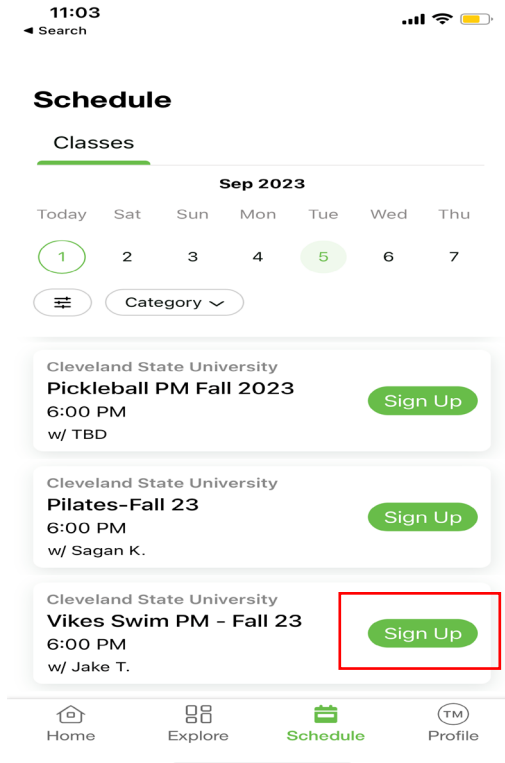 11:03
◄ Search
Schedule
Classes
Sep 2023
Today Sat Sun Mon Tue Wed Thu
1 2 3 4 5 6 7
Category
Cleveland State University
Pickleball PM Fall 2023
6:00 PM
w/ TBD
Sign Up
Cleveland State University
Pilates-Fall 23
6:00 PM
w/ Sagan K.
Sign Up
Cleveland State University
Vikes Swim PM - Fall 23
6:00 PM
w/ Jake T.
Sign Up
TM
Home Explore Schedule Profile